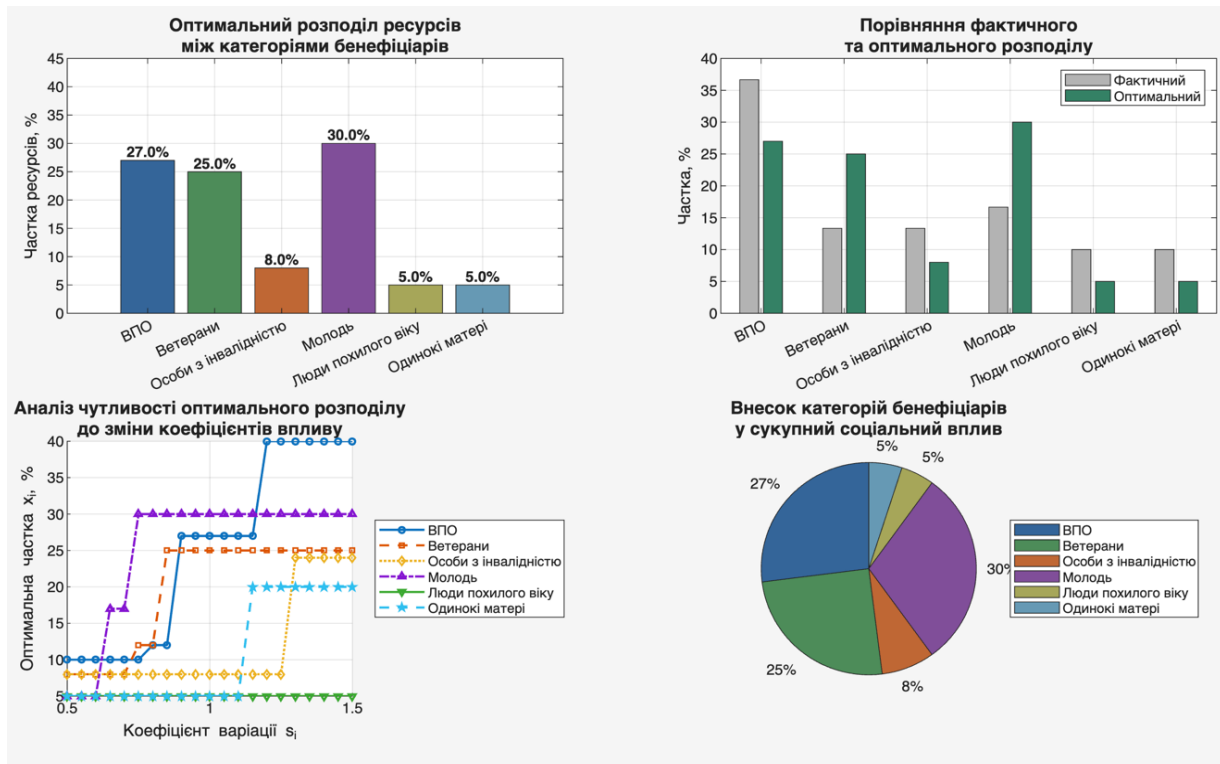 Оптимальний розподіл ресурсів
між категоріями бенефіціарів
45
40
35
30
25
20
15
10
5
0
Частка ресурсів, %
27.0%
25.0%
8.0%
30.0%
5.0%
5.0%
ВПО
Ветерани
Особи з інвалідністю
Молодь
Люди похилого віку
Одинокі матері
Порівняння фактичного
та оптимального розподілу
40
35
30
25
20
15
10
5
0
Частка, %
Фактичний
Оптимальний
ВПО
Ветерани
Особи з інвалідністю
Молодь
Люди похилого віку
Одинокі матері
Аналіз чутливості оптимального розподілу
до зміни коефіцієнтів впливу
40
35
30
25
20
15
10
5
Оптимальна частка xᵢ, %
0.5
1
1.5
Коефіцієнт варіації sᵢ
ВПО
Ветерани
Особи з інвалідністю
Молодь
Люди похилого віку
Одинокі матері
Внесок категорій бенефіціарів
у сукупний соціальний вплив
5%
5%
27%
30%
25%
8%
ВПО
Ветерани
Особи з інвалідністю
Молодь
Люди похилого віку
Одинокі матері